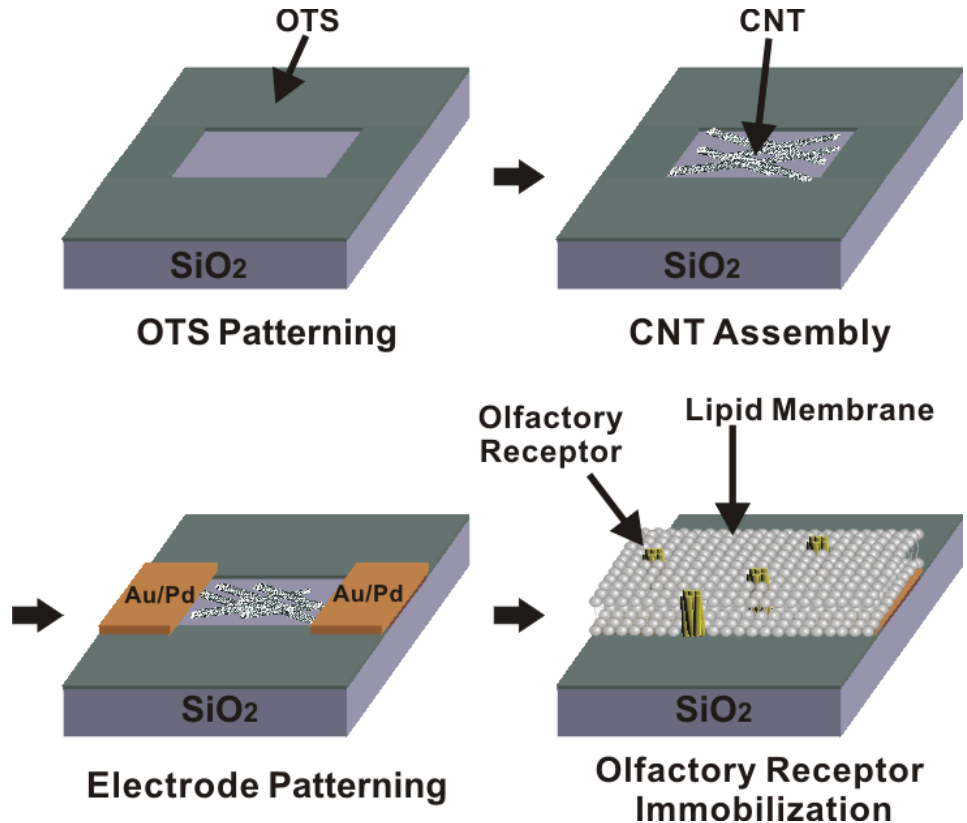 OTS
CNT
SiO2
SiO2
OTS Patterning
CNT Assembly
Olfactory
Receptor
Lipid Membrane
Au/Pd
Au/Pd
SiO2
SiO2
Electrode Patterning
Olfactory Receptor
Immobilization